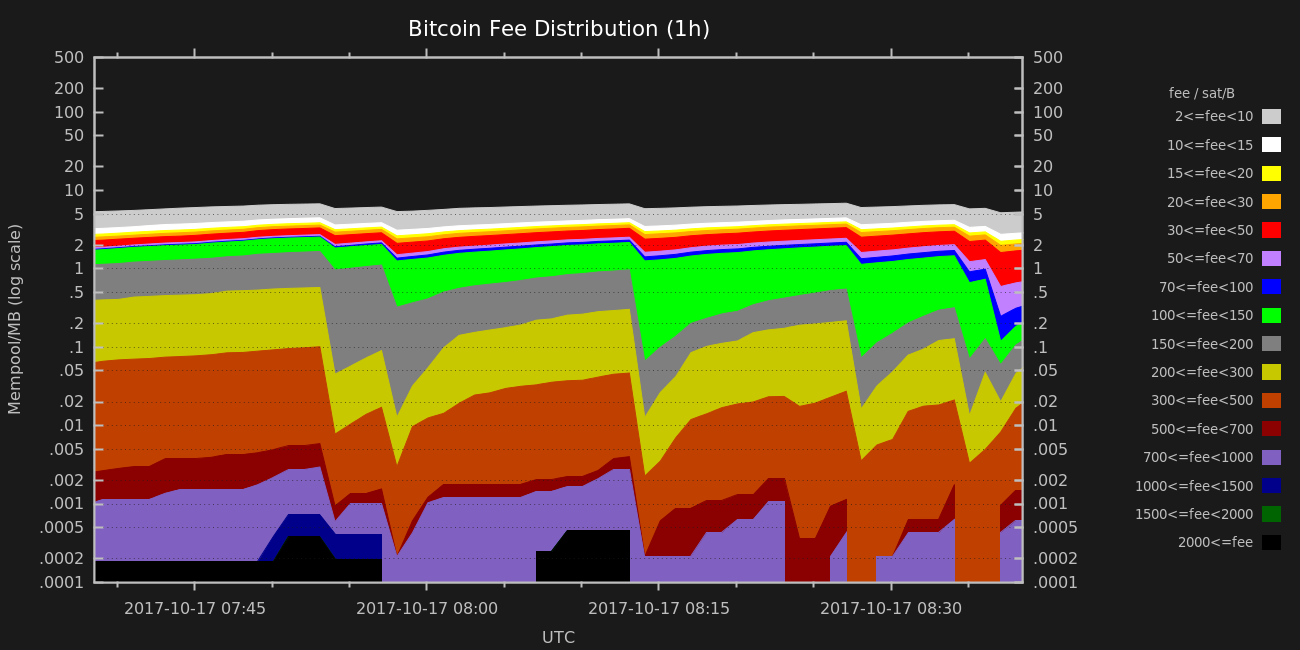 Bitcoin Fee Distribution (1h)
500
200
100
50
20
10
5
2
1
.5
.2
.1
.05
.02
.01
.005
.002
.001
.0005
.0002
.0001
Mempool/MB (log scale)
500
200
100
50
20
10
5
2
1
.5
.2
.1
.05
.02
.01
.005
.002
.001
.0005
.0002
.0001
2017-10-17 07:45
2017-10-17 08:00
2017-10-17 08:15
2017-10-17 08:30
UTC
fee / sat/B
2<=fee<10
10<=fee<15
15<=fee<20
20<=fee<30
30<=fee<50
50<=fee<70
70<=fee<100
100<=fee<150
150<=fee<200
200<=fee<300
300<=fee<500
500<=fee<700
700<=fee<1000
1000<=fee<1500
1500<=fee<2000
2000<=fee